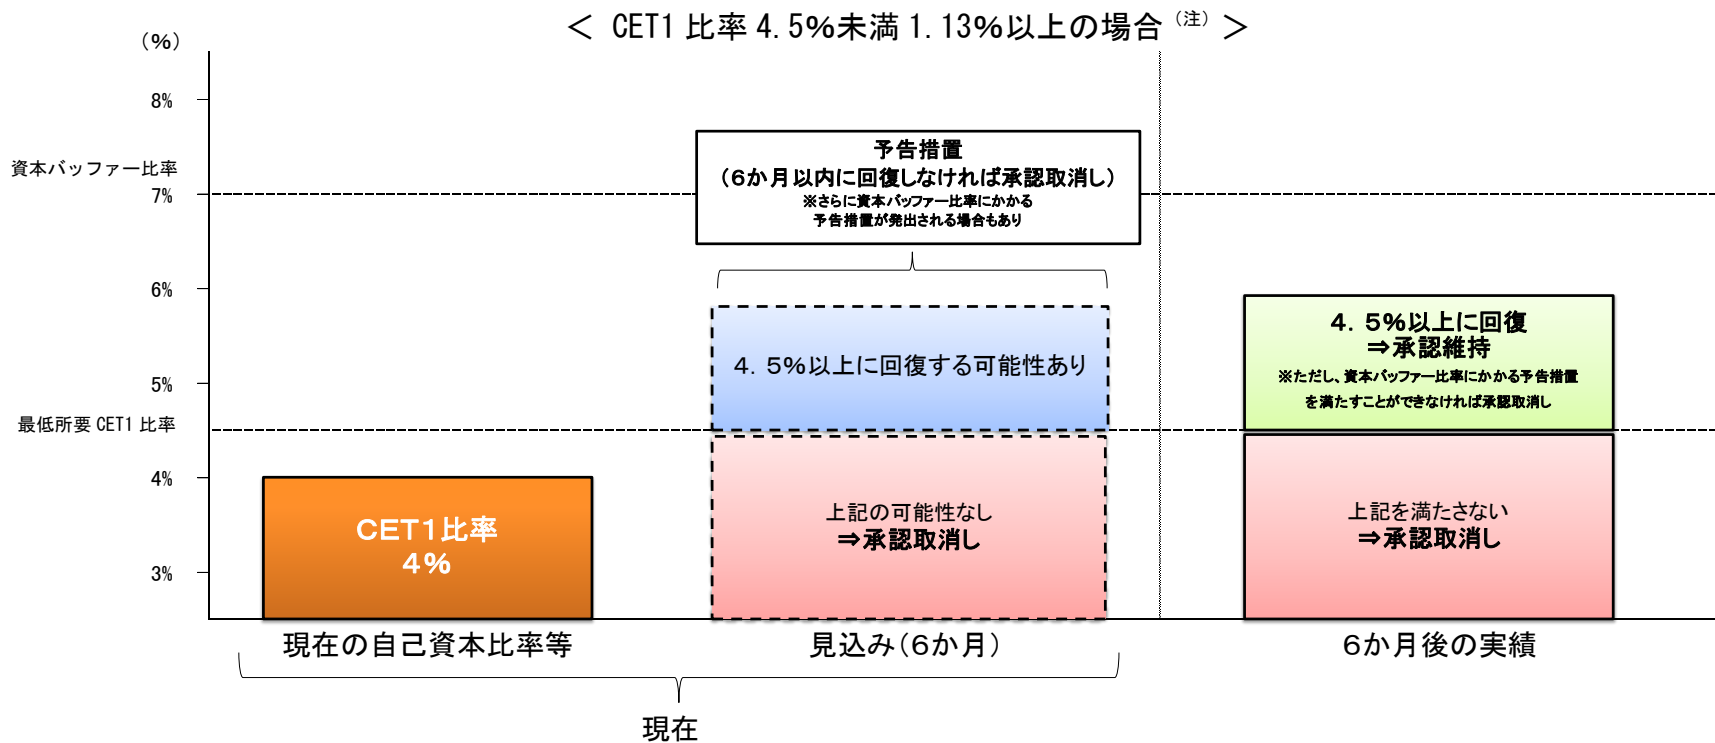 ＜ CET1 比率 4.5%未満 1.13%以上の場合（注）＞
（%）
8%
資本バッファー比率
7%
6%
5%
最低所要 CET1 比率
4%
3%
予告措置
（６か月以内に回復しなければ承認取消し）
※さらに資本バッファー比率にかかる
予告措置が発出される場合もあり
４．５％以上に回復する可能性あり
４．５％以上に回復
⇒承認維持
※ただし、資本バッファー比率にかかる予告措置
を満たすことができなければ承認取消し
ＣＥＴ１比率
４％
上記の可能性なし
⇒承認取消し
上記を満たさない
⇒承認取消し
現在の自己資本比率等
見込み（６か月）
６か月後の実績
現在